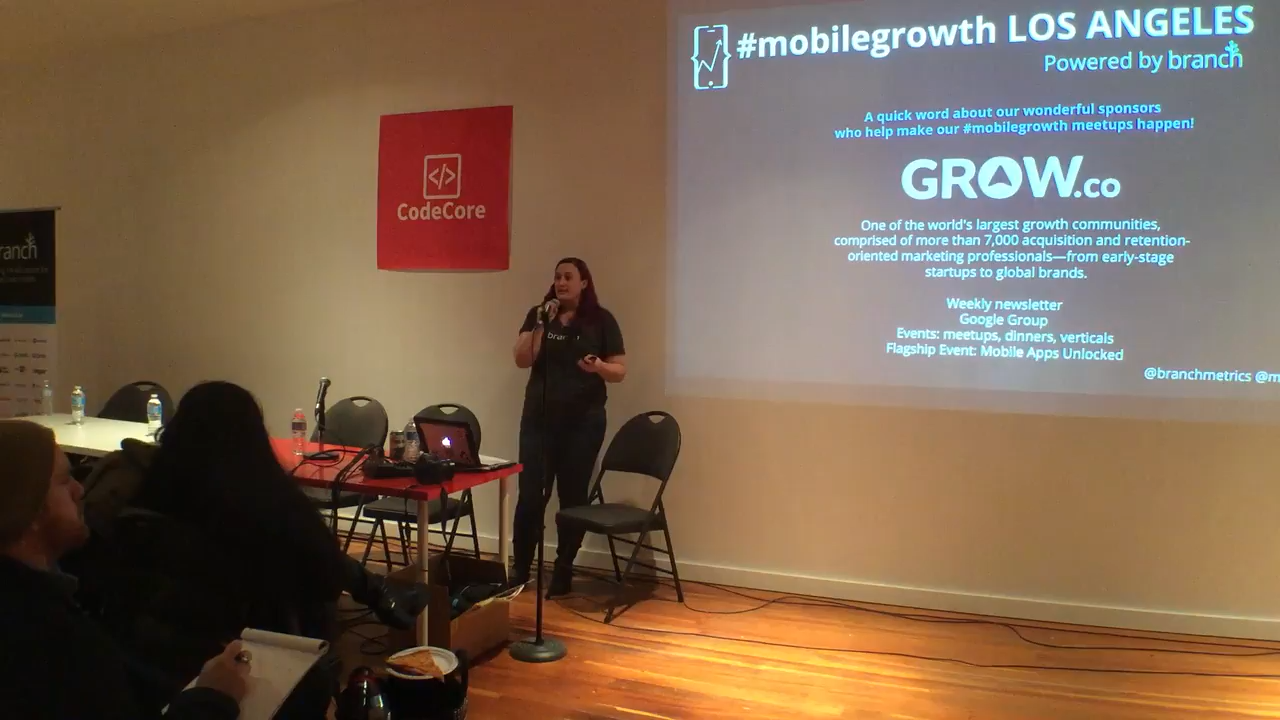 #mobilegrowth LOS ANGELES
Powered by branch
A quick word about our wonderful sponsors
who help make our #mobilegrowth meetups happen!
GROW.co
One of the world's largest growth communities,
comprised of more than 7,000 acquisition and retention-
oriented marketing professionals—from early-stage
startups to global brands.
Weekly newsletter
Google Group
Events: meetups, dinners, verticals
Flagship Event: Mobile Apps Unlocked
@branchmetrics @m
</>
CodeCore
ranch
bra